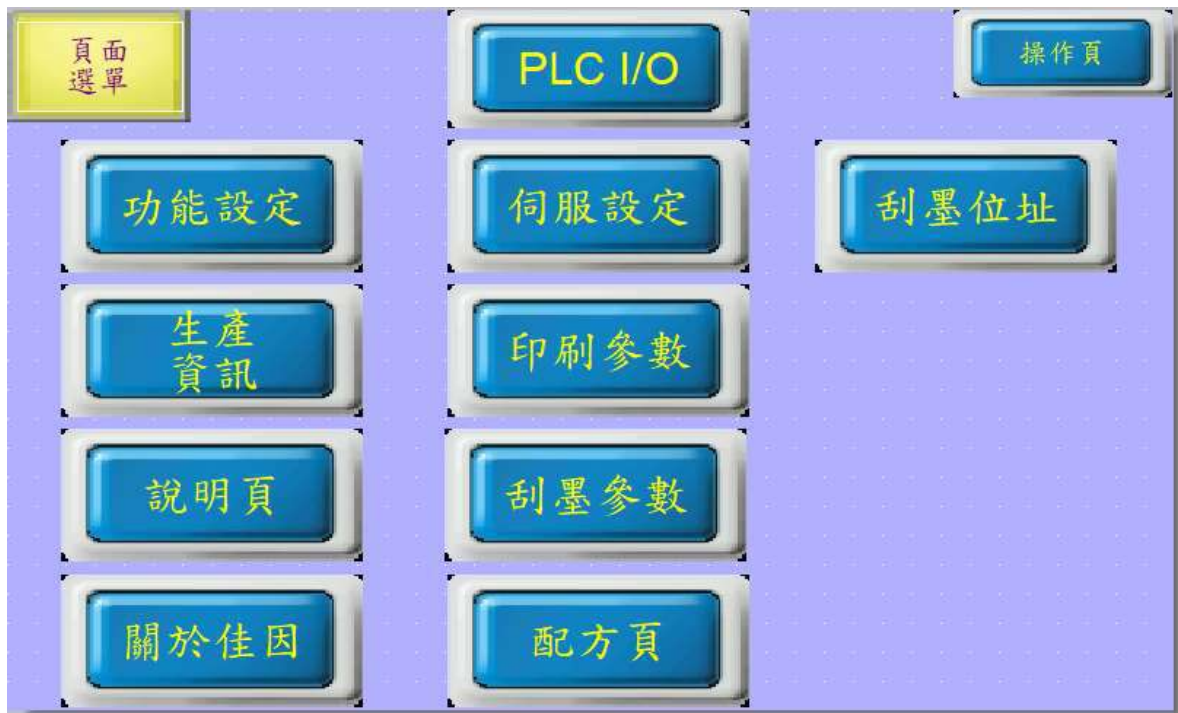 頁面
選單
PLC I/O
操作頁
功能設定
伺服設定
刮墨位址
生產
資訊
印刷參數
說明頁
刮墨參數
關於佳因
配方頁